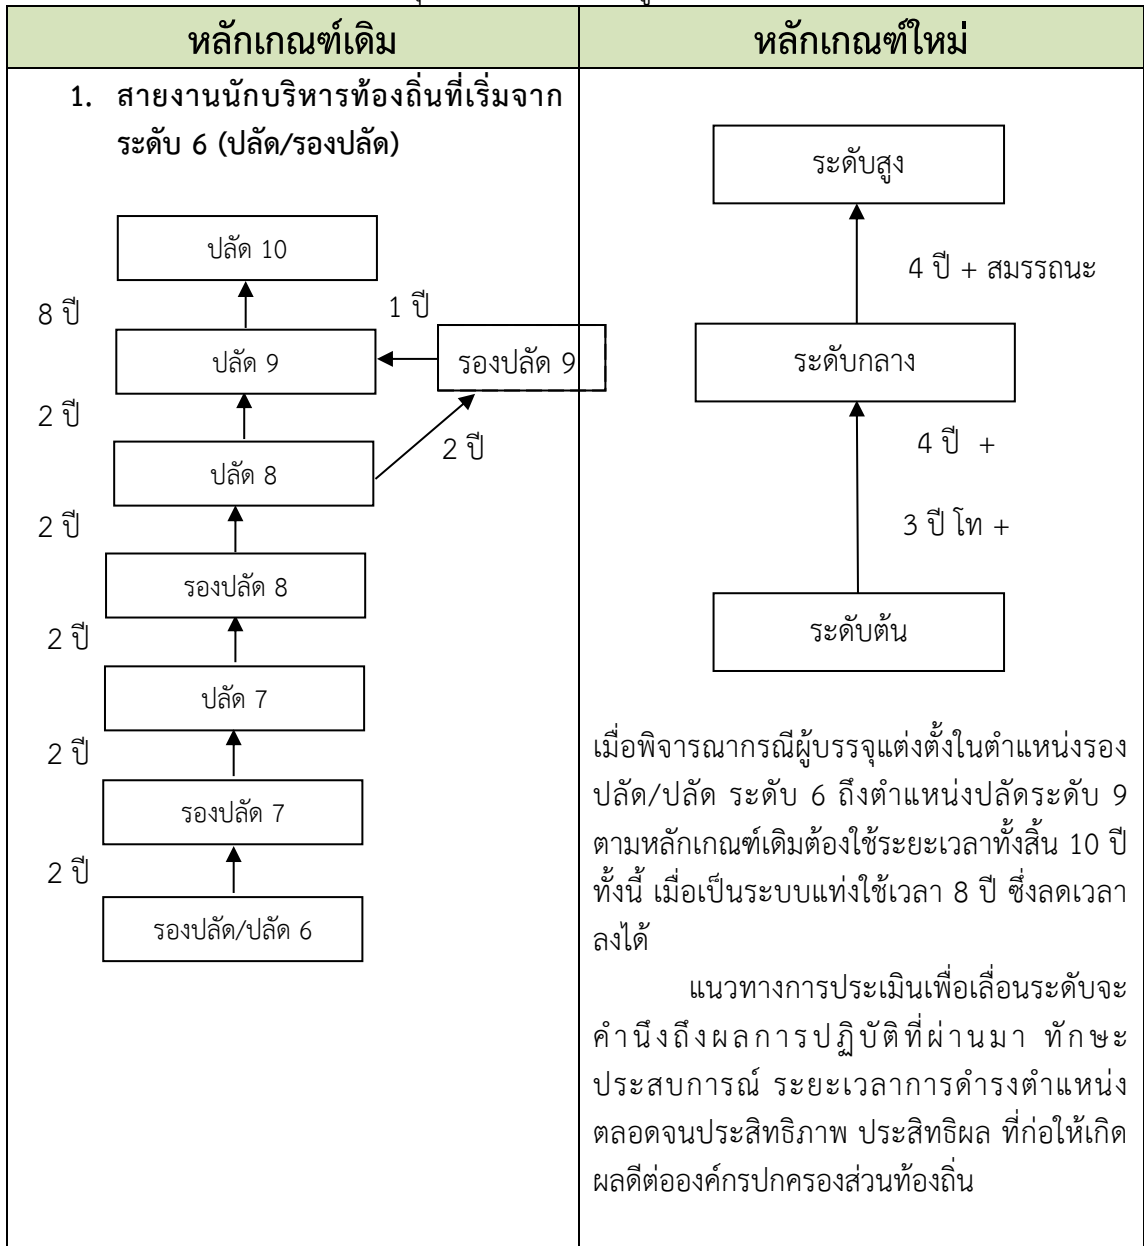 หลักเกณฑ์เดิม
หลักเกณฑ์ใหม่
1. สายงานนักบริหารท้องถิ่นที่เริ่มจาก
ระดับ 6 (ปลัด/รองปลัด)
ปลัด 10
8 ปี
1 ปี
ปลัด 9
รองปลัด 9
2 ปี
2 ปี
ปลัด 8
2 ปี
รองปลัด 8
2 ปี
ปลัด 7
2 ปี
รองปลัด 7
2 ปี
รองปลัด/ปลัด 6
ระดับสูง
4 ปี + สมรรถนะ
ระดับกลาง
4 ปี +
3 ปี โท +
ระดับต้น
เมื่อพิจารณากรณีผู้บรรจุแต่งตั้งในตำแหน่งรอง
ปลัด/ปลัด ระดับ 6 ถึงตำแหน่งปลัดระดับ 9
ตามหลักเกณฑ์เดิมต้องใช้ระยะเวลาทั้งสิ้น 10 ปี
ทั้งนี้ เมื่อเป็นระบบแท่งใช้เวลา 8 ปี ซึ่งลดเวลา
ลงได้
แนวทางการประเมินเพื่อเลื่อนระดับจะ
คำนึงถึงผลการปฏิบัติที่ผ่านมา ทักษะ
ประสบการณ์ ระยะเวลาการดำรงตำแหน่ง
ตลอดจนประสิทธิภาพ ประสิทธิผล ที่ก่อให้เกิด
ผลดีต่อองค์กรปกครองส่วนท้องถิ่น